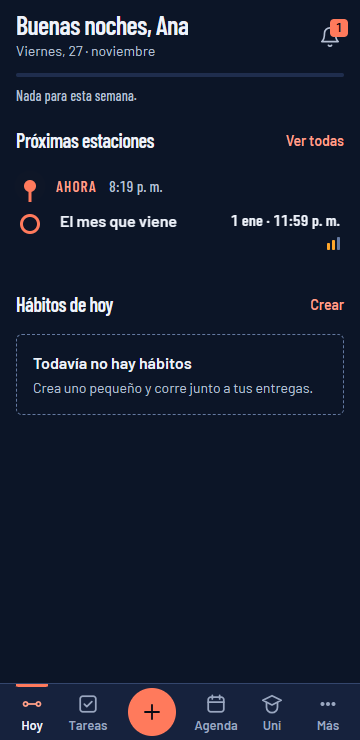 Buenas noches, Ana
Viernes, 27 · noviembre
1
Nada para esta semana.
Próximas estaciones
Ver todas
AHORA 8:19 p. m.
El mes que viene
1 ene · 11:59 p. m.
Hábitos de hoy
Crear
Todavía no hay hábitos
Crea uno pequeño y corre junto a tus entregas.
Hoy
Tareas
Agenda
Uni
Más